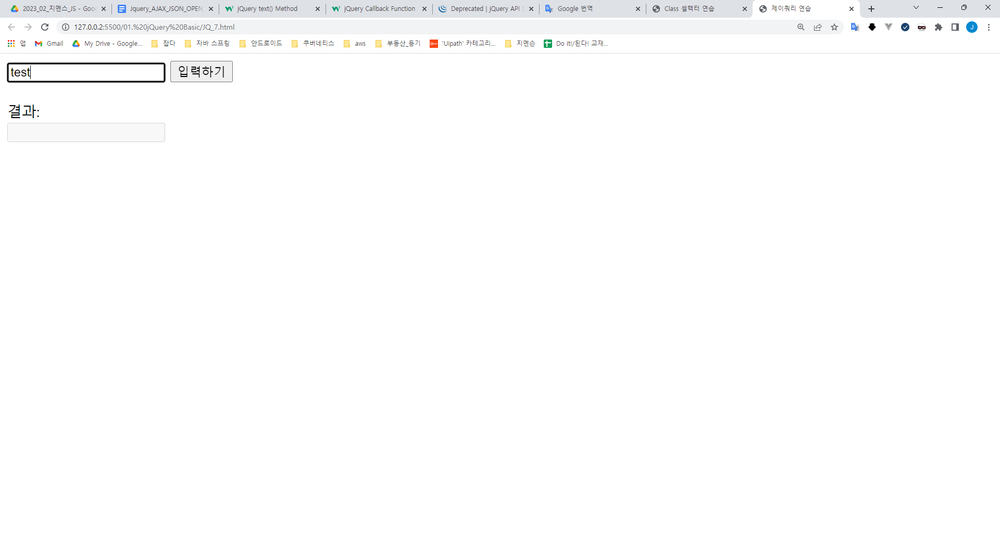 2023_02_지멘스_JS - Goo
Jquery_AJAX_JSON_OPEN
jQuery text() Method
jQuery Callback Function
Deprecated | jQuery API
Google 번역
Class 셀렉터 연습
제이쿼리 연습
127.0.0.2:5500/01.%20jQuery%20Basic/JQ_7.html
J
앱
Gmail
My Drive - Google...
잡다
자바 스프링
안드로이드
쿠버네티스
aws
부동산_등기
'Uipath' 카테고리...
지멘슨
Do it!/된다! 교재...
test
입력하기
결과: